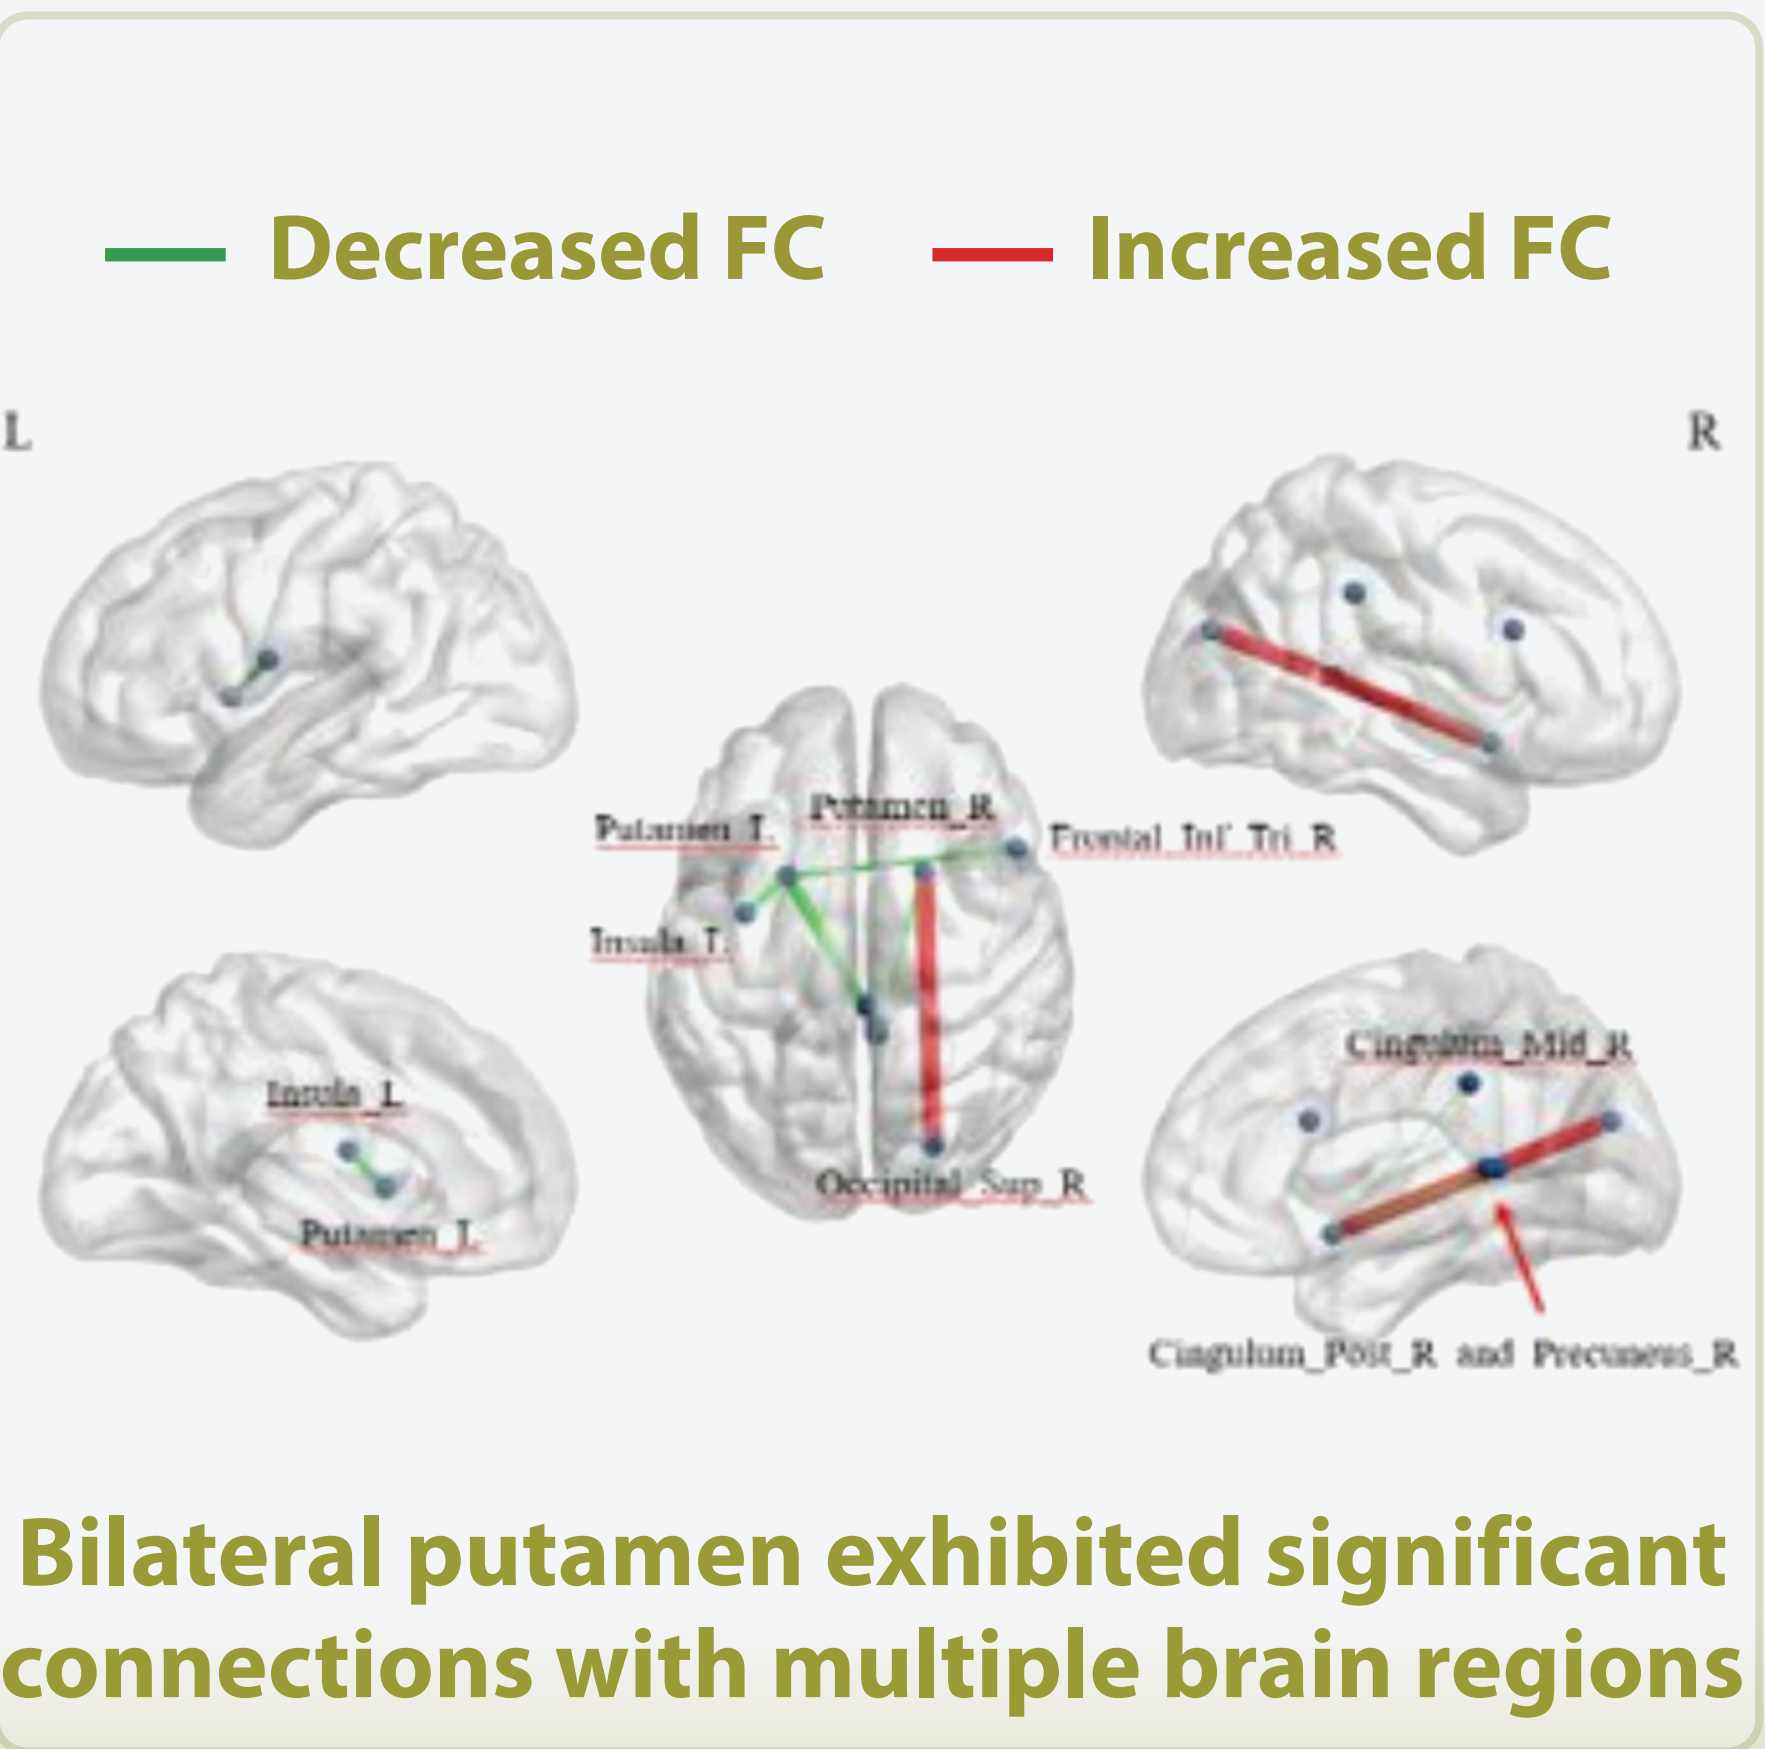 Decreased FC
Increased FC
L
R
Putamen_R
Putamen_L
Frontal_Inf_Tri_R
Insula_L
Cingulum_Mid_R
Insula_L
Occipital_Sup_R
Putamen_L
Cingulum_Post_R and Precuneus_R
Bilateral putamen exhibited significant
connections with multiple brain regions